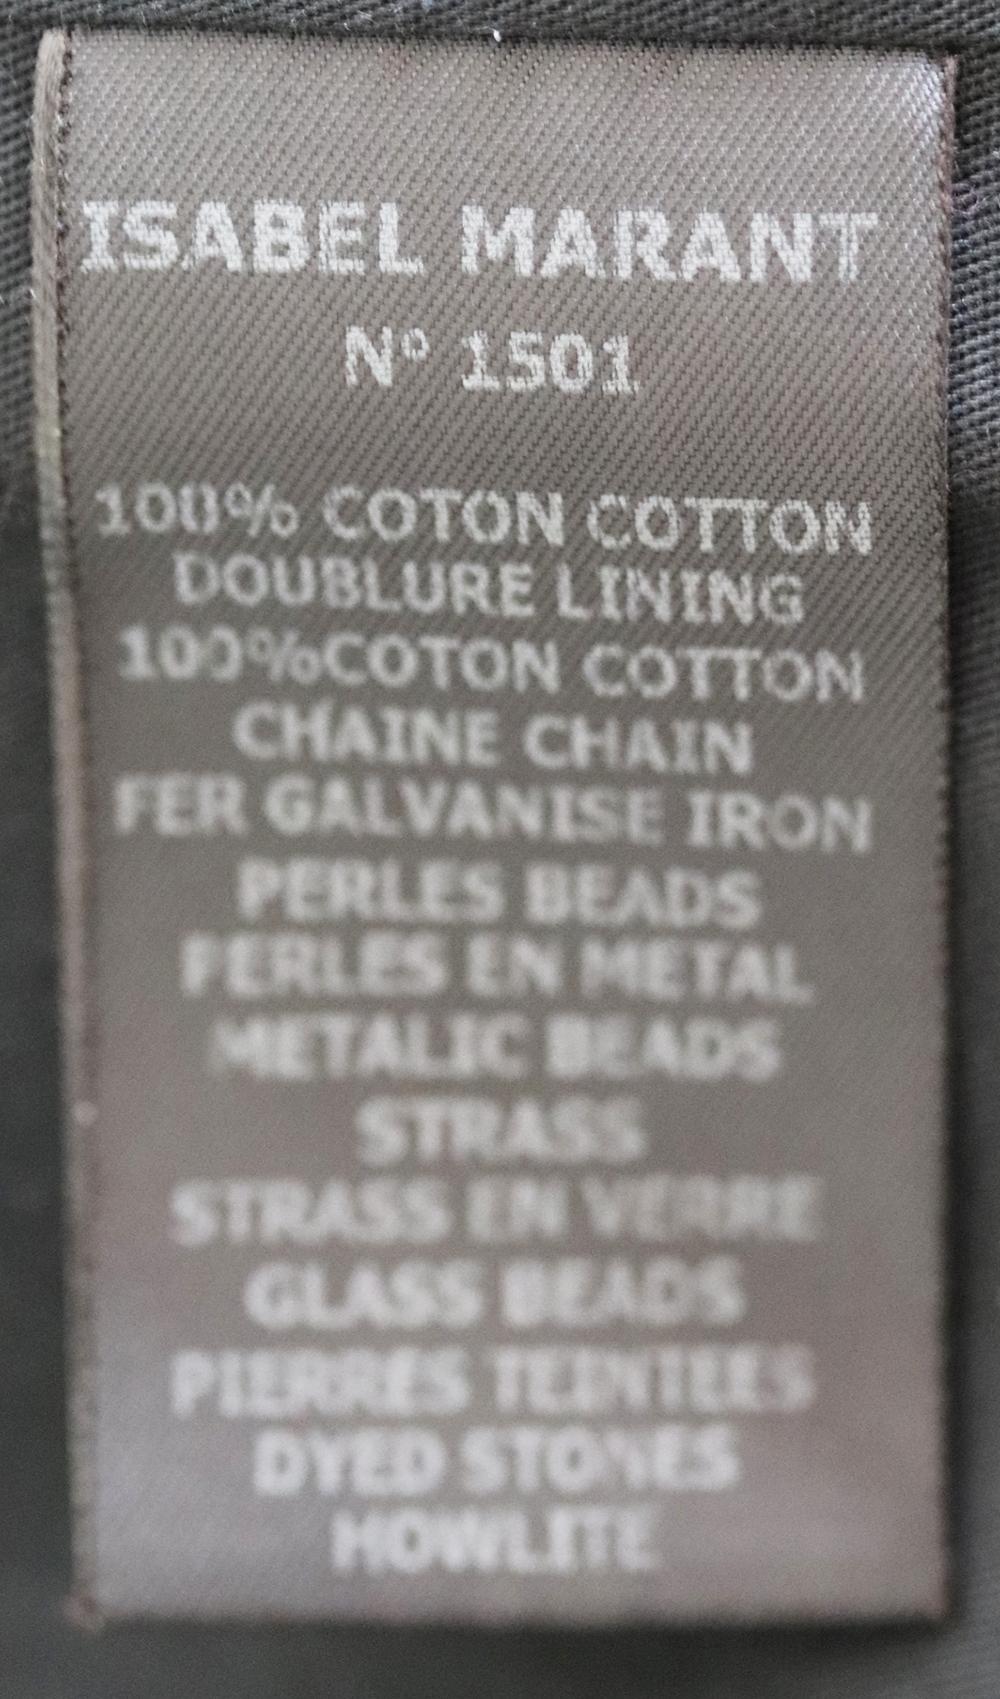 ISABEL MARANT
Nº 1501
100% COTON COTTON
DOUBLURE LINING
100%COTON COTTON
CHAINE CHAIN
FER GALVANISE IRON
PERLES BEADS
PERLES EN METAL
METALIC BEADS
STRASS
STRASS EN VERRE
GLASS BEADS
PIERRES TEINTEES
DYED STONES
HOWLITE